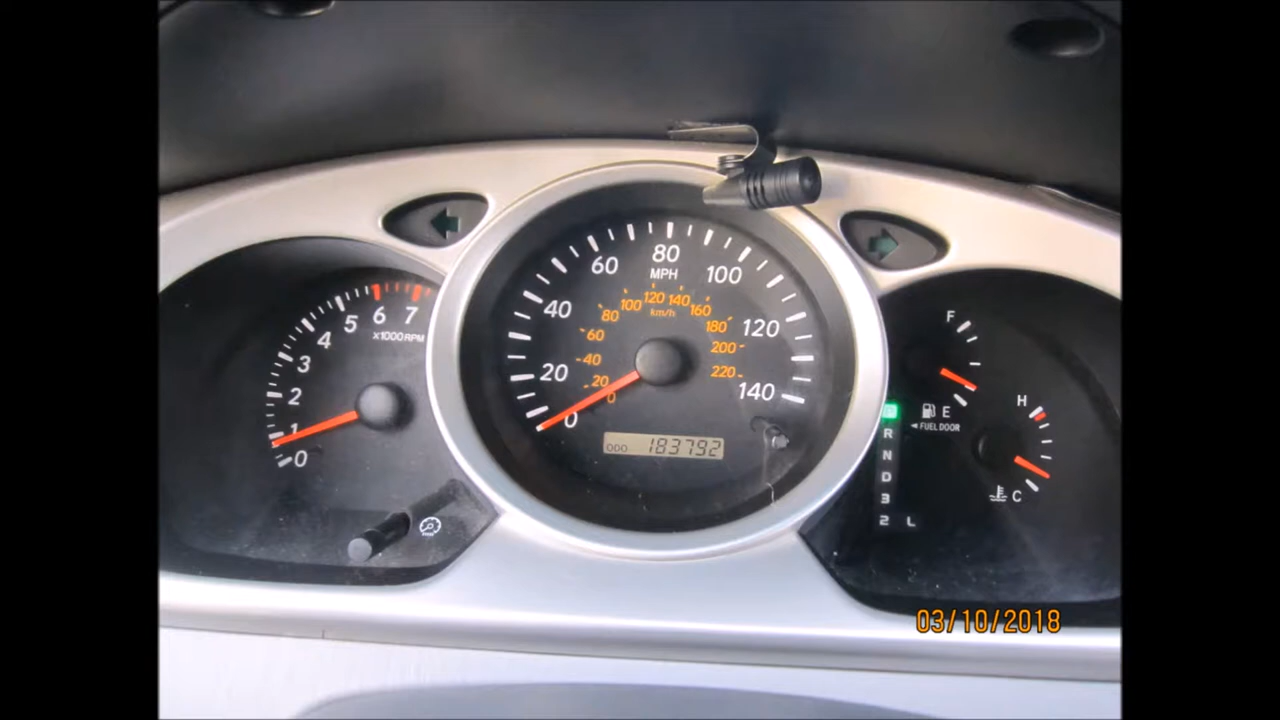 0 1 2 3 4 5 6 7
x1000RPM
0 20 40 60 80 100 120 140
MPH
0 20 40 60 80 100 120 140 160 180 200 220
km/h
ODO 183792
P
R
N
D
3
2 L
F
E
◄ FUEL DOOR
H
C
03/10/2018